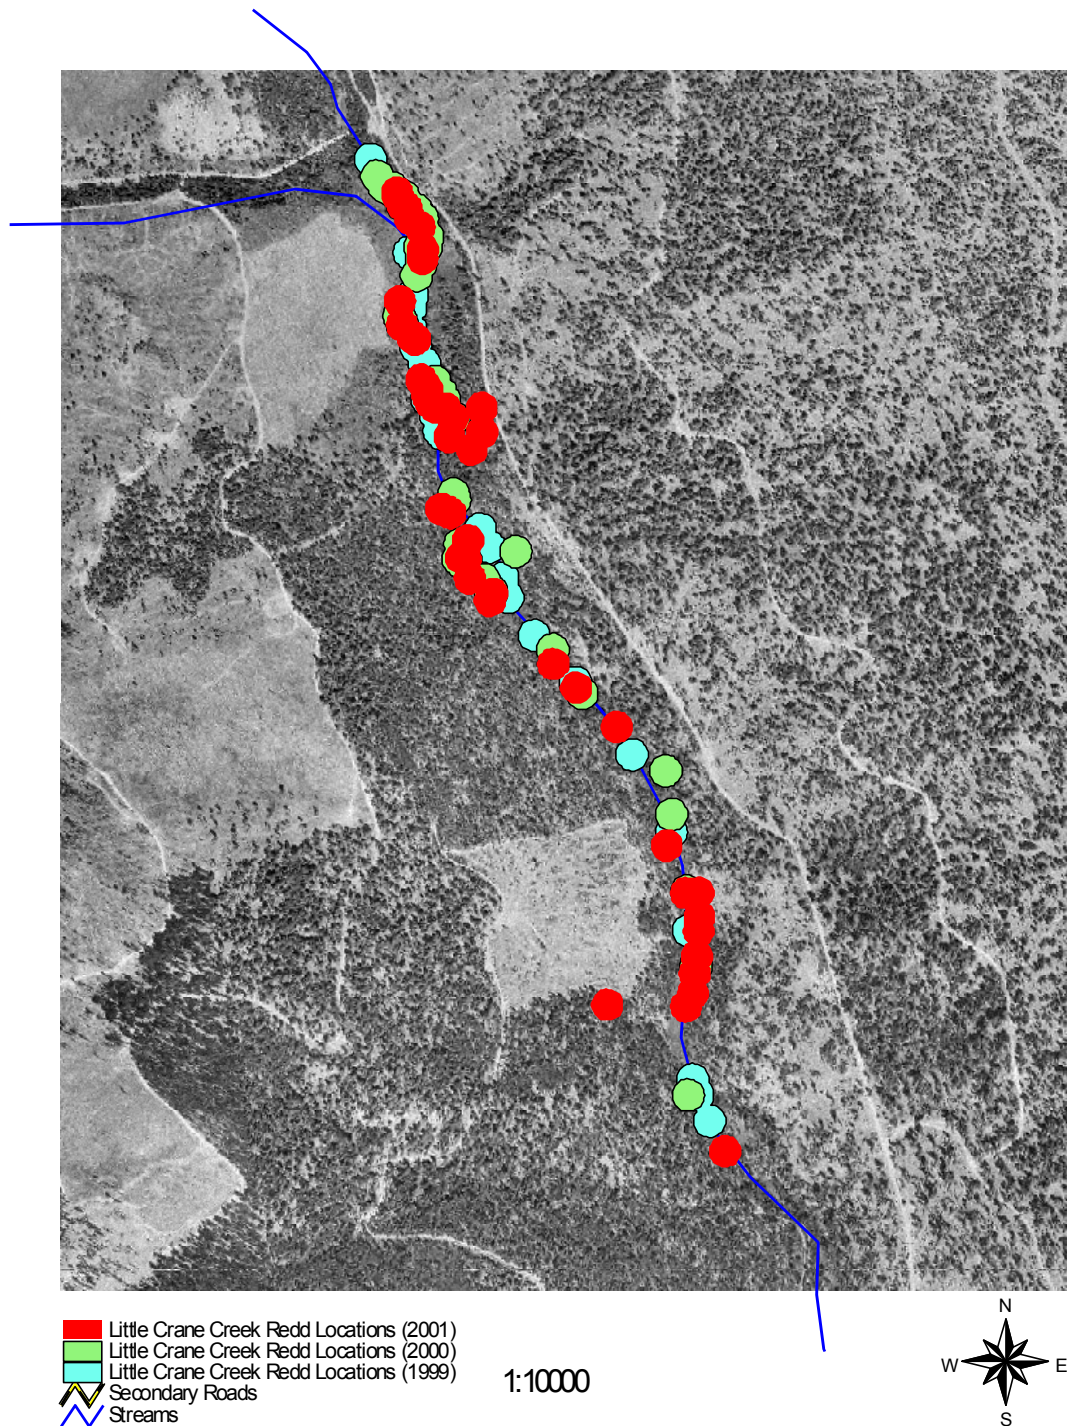 Little Crane Creek Redd Locations (2001)
Little Crane Creek Redd Locations (2000)
Little Crane Creek Redd Locations (1999)
Secondary Roads
Streams
1:10000
N
W E
S